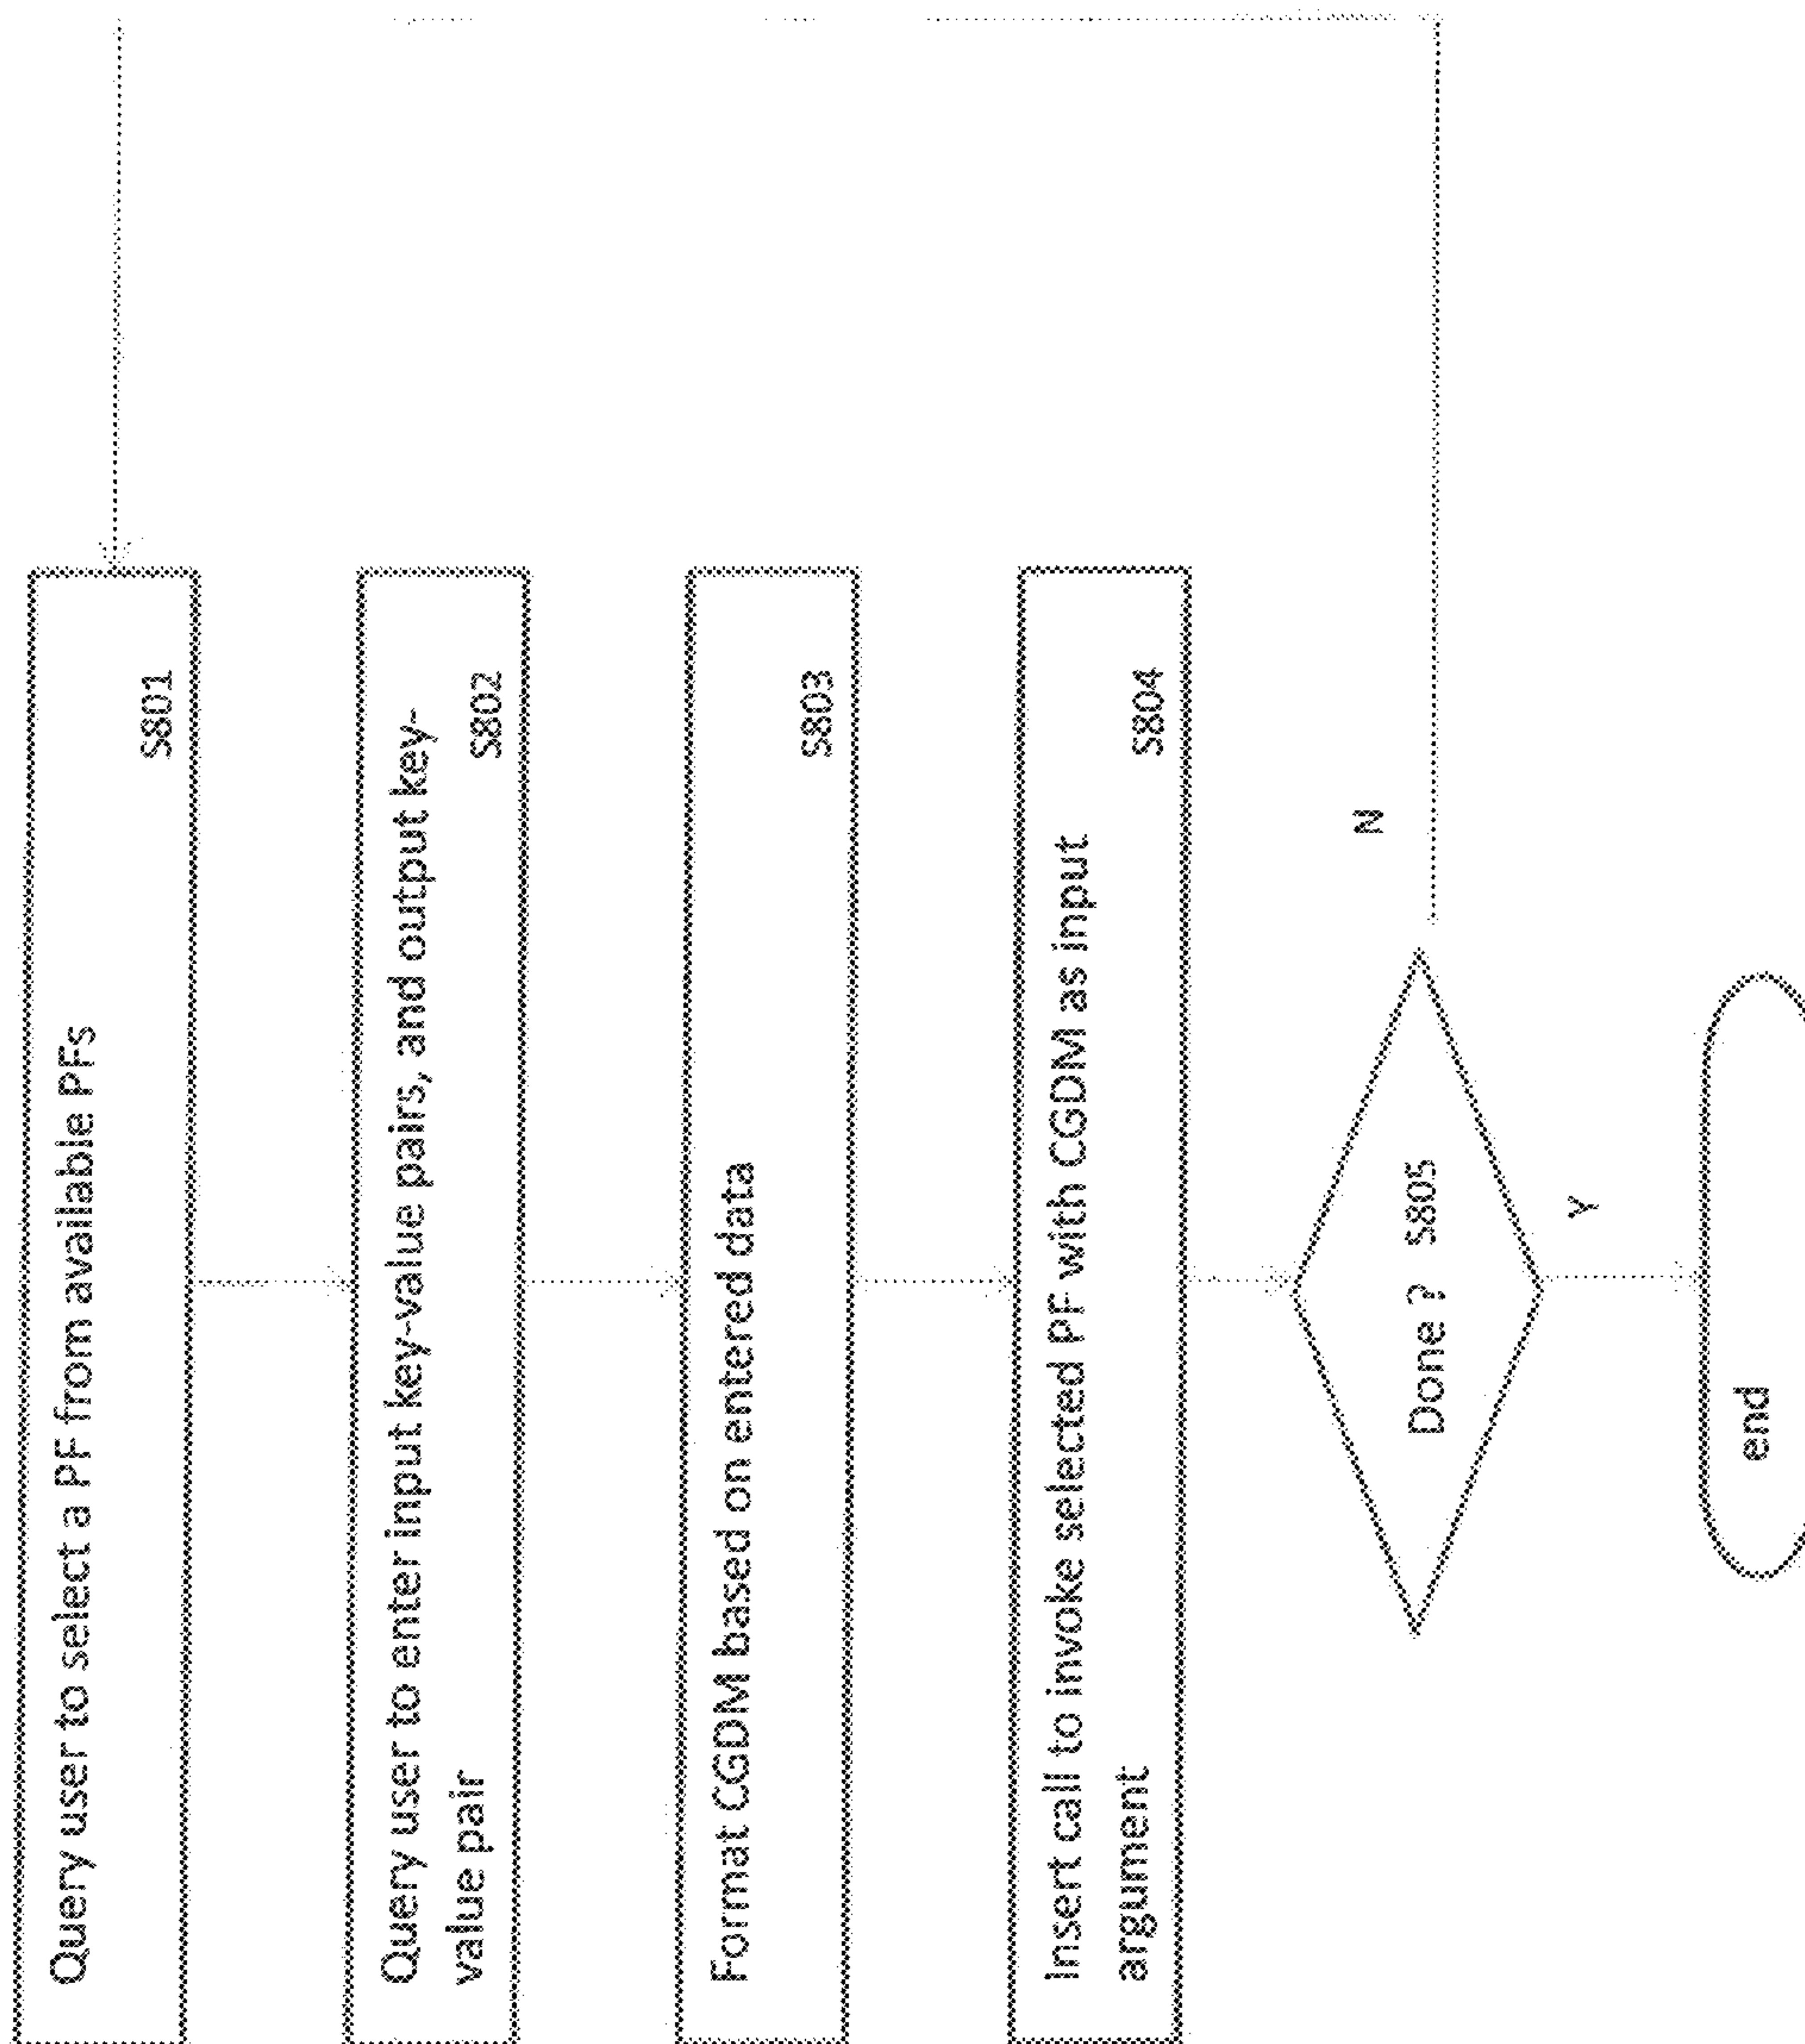 Query user to select a PF from available PFs
S801
Query user to enter input key-value pairs, and output key-
value pair
S802
Format CGDM based on entered data
S803
Insert call to invoke selected PF with CGDM as input
argument
S804
Done ? S805
N
Y
end